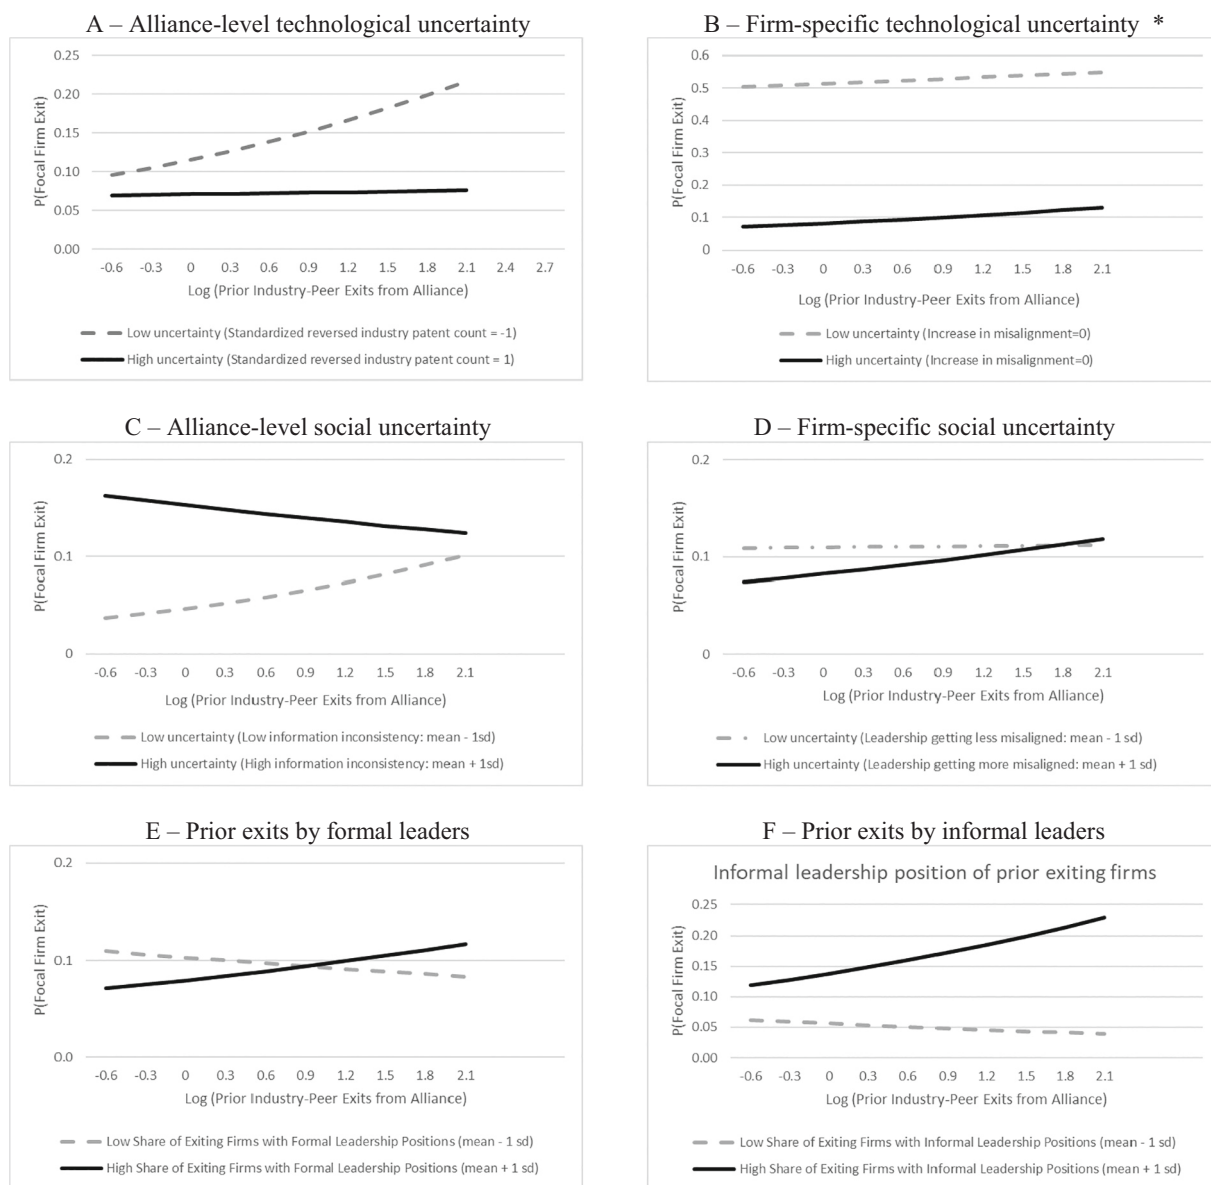 A – Alliance-level technological uncertainty
0.25
0.20
0.15
0.10
0.05
0.00
P(Focal Firm Exit)
-0.6 -0.3 0 0.3 0.6 0.9 1.2 1.5 1.8 2.1 2.4 2.7
Log (Prior Industry-Peer Exits from Alliance)
Low uncertainty (Standardized reversed industry patent count = -1)
High uncertainty (Standardized reversed industry patent count = 1)
B – Firm-specific technological uncertainty *
0.6
0.5
0.4
0.3
0.2
0.1
0
P(Focal Firm Exit)
-0.6 -0.3 0 0.3 0.6 0.9 1.2 1.5 1.8 2.1
Log (Prior Industry-Peer Exits from Alliance)
Low uncertainty (Increase in misalignment=0)
High uncertainty (Increase in misalignment=0)
C – Alliance-level social uncertainty
0.2
0.1
0
P(Focal Firm Exit)
-0.6 -0.3 0 0.3 0.6 0.9 1.2 1.5 1.8 2.1
Log (Prior Industry-Peer Exits from Alliance)
Low uncertainty (Low information inconsistency: mean - 1sd)
High uncertainty (High information inconsistency: mean + 1sd)
D – Firm-specific social uncertainty
0.2
0.1
0
P(Focal Firm Exit)
-0.6 -0.3 0 0.3 0.6 0.9 1.2 1.5 1.8 2.1
Log (Prior Industry-Peer Exits from Alliance)
Low uncertainty (Leadership getting less misaligned: mean - 1 sd)
High uncertainty (Leadership getting more misaligned: mean + 1 sd)
E – Prior exits by formal leaders
0.2
0.1
0.0
P(Focal Firm Exit)
-0.6 -0.3 0 0.3 0.6 0.9 1.2 1.5 1.8 2.1
Log (Prior Industry-Peer Exits from Alliance)
Low Share of Exiting Firms with Formal Leadership Positions (mean - 1 sd)
High Share of Exiting Firms with Formal Leadership Positions (mean + 1 sd)
F – Prior exits by informal leaders
Informal leadership position of prior exiting firms
0.25
0.20
0.15
0.10
0.05
0.00
P(Focal Firm Exit)
-0.6 -0.3 0 0.3 0.6 0.9 1.2 1.5 1.8 2.1
Log (Prior Industry-Peer Exits from Alliance)
Low Share of Exiting Firms with Informal Leadership Positions (mean - 1 sd)
High Share of Exiting Firms with Informal Leadership Positions (mean + 1 sd)